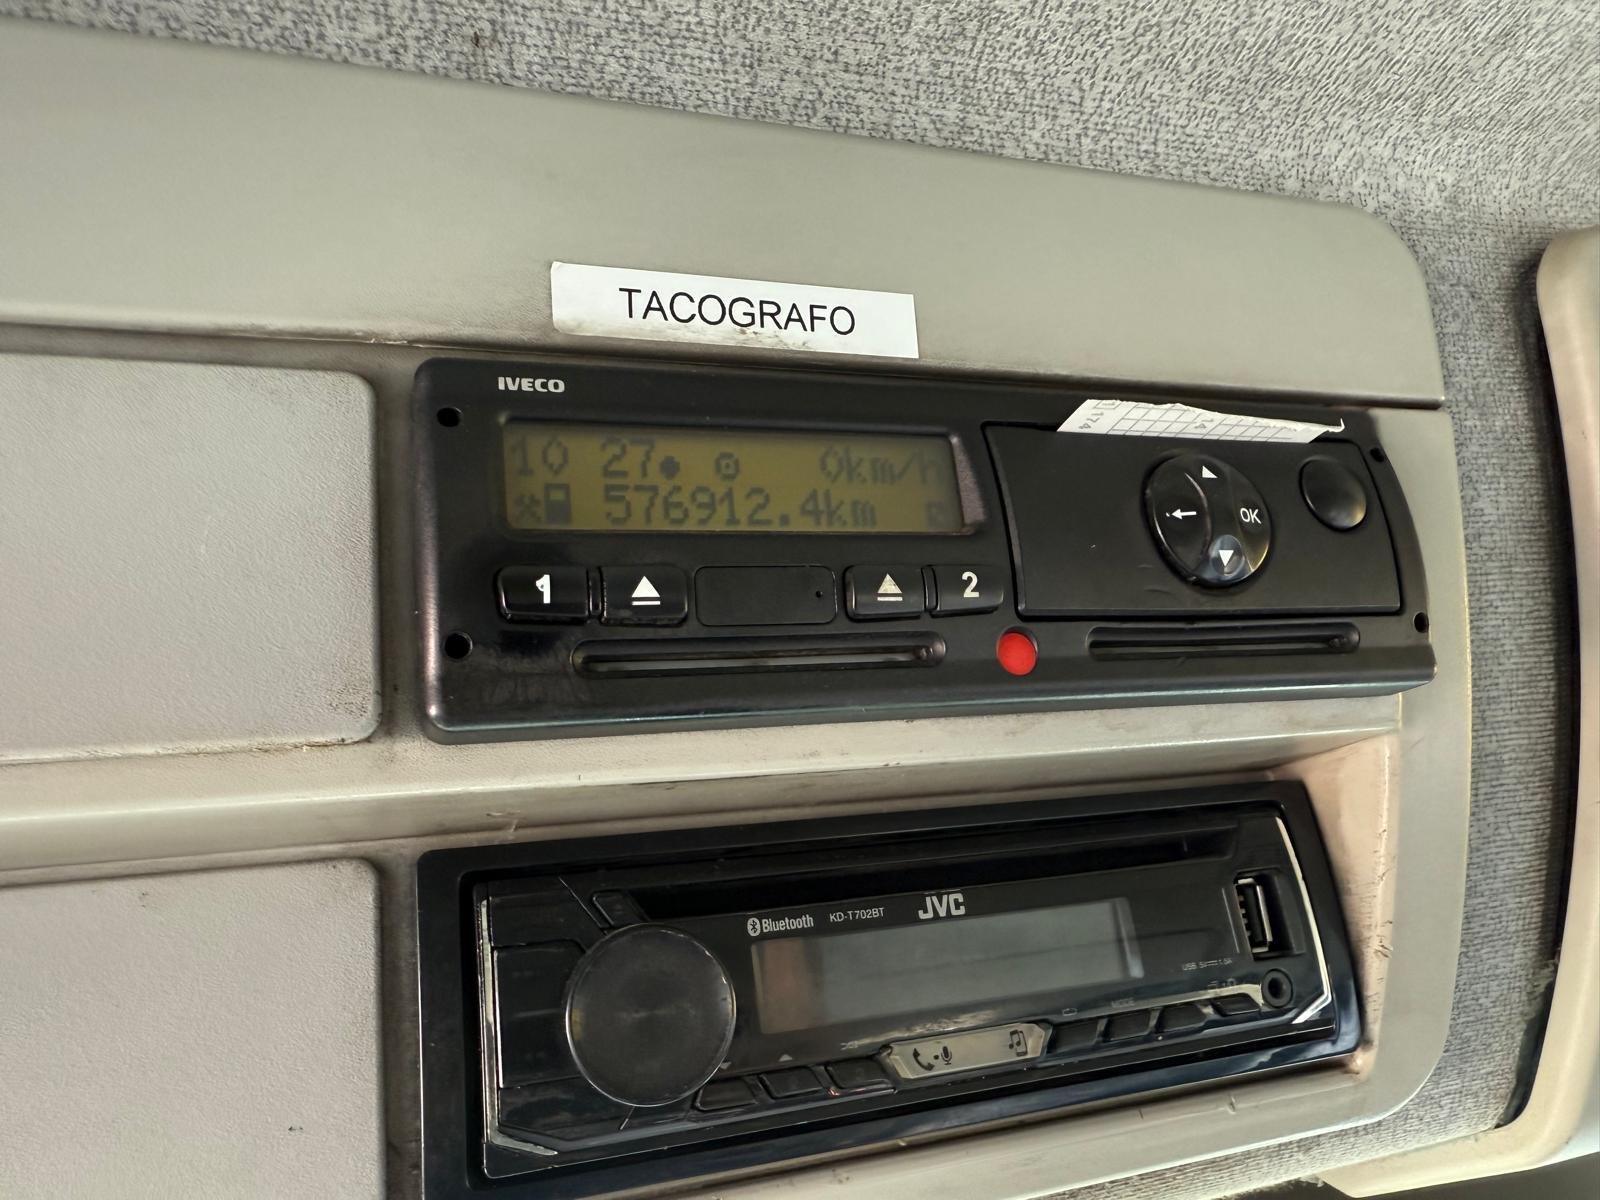 TACOGRAFO
IVECO
10 27 0km/h
576912.4km
1 2
OK
Bluetooth KD-T702BT JVC